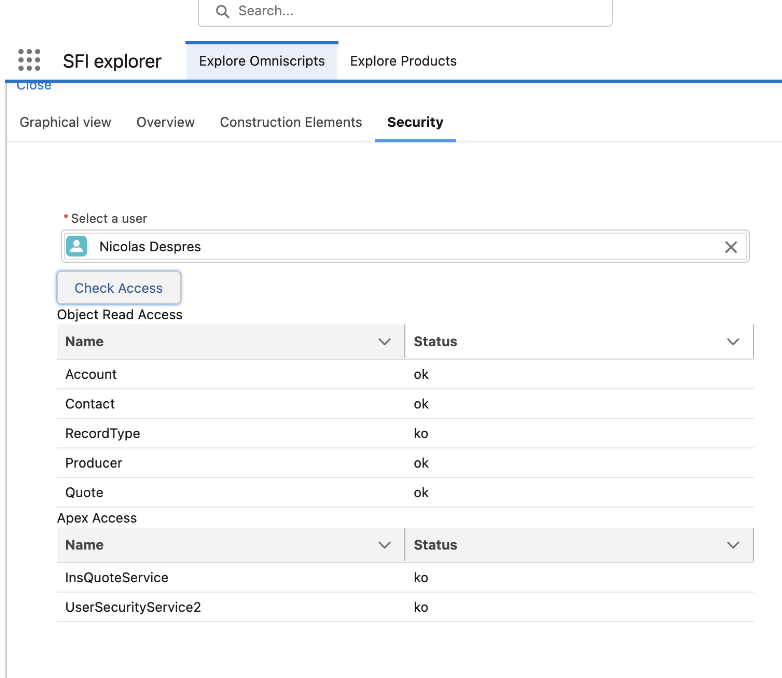 Search...
SFI explorer
Explore Omniscripts
Explore Products
Close
Graphical view
Overview
Construction Elements
Security
* Select a user
Nicolas Despres
Check Access
Object Read Access
Name Status
Account ok
Contact ok
RecordType ko
Producer ok
Quote ok
Apex Access
Name Status
InsQuoteService ko
UserSecurityService2 ko